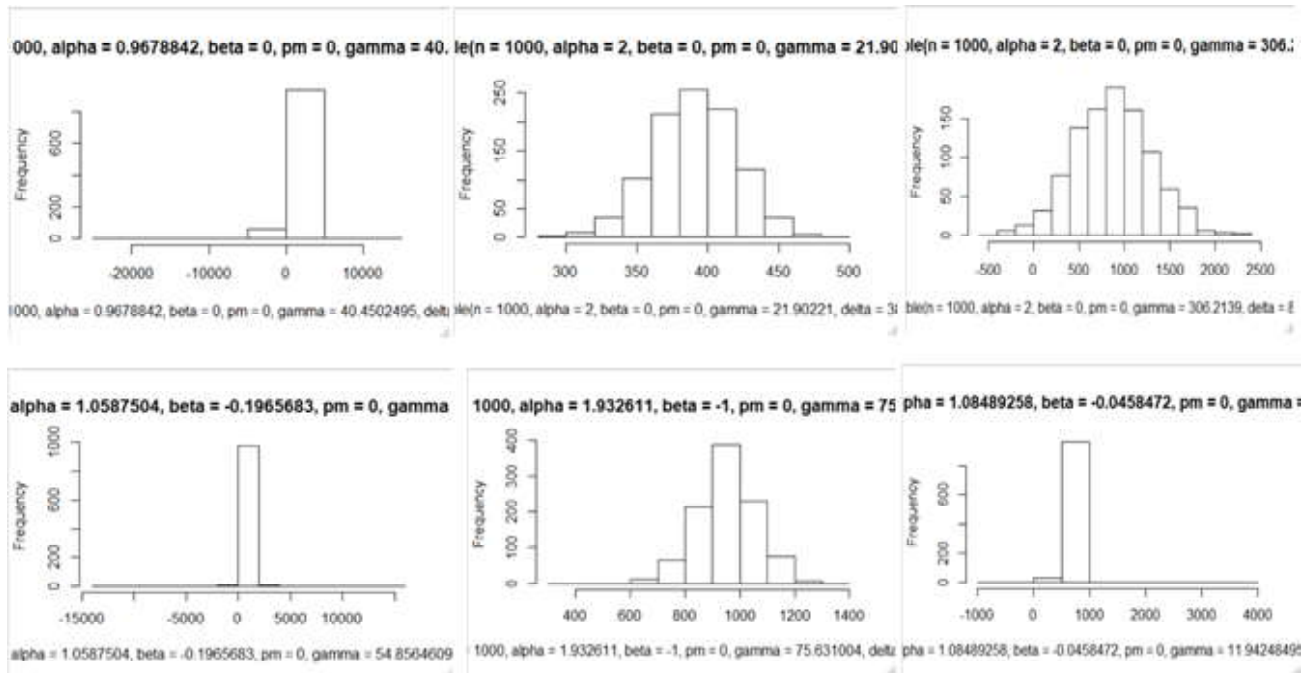 000, alpha = 0.9678842, beta = 0, pm = 0, gamma = 40.
Frequency
600
200
0
-20000 -10000 0 10000
1000, alpha = 0.9678842, beta = 0, pm = 0, gamma = 40.4502495, delta
ble(n = 1000, alpha = 2, beta = 0, pm = 0, gamma = 21.90
Frequency
250
150
50
0
300 350 400 450 500
ble(n = 1000, alpha = 2, beta = 0, pm = 0, gamma = 21.90221, delta = 38
ble(n = 1000, alpha = 2, beta = 0, pm = 0, gamma = 306.2
Frequency
150
100
50
0
-500 0 500 1000 1500 2000 2500
ble(n = 1000, alpha = 2, beta = 0, pm = 0, gamma = 306.2139, delta = 8
alpha = 1.0587504, beta = -0.1965683, pm = 0, gamma
Frequency
1000
600
200
0
-15000 -5000 0 5000 10000
alpha = 1.0587504, beta = -0.1965683, pm = 0, gamma = 54.8564609
1000, alpha = 1.932611, beta = -1, pm = 0, gamma = 75
Frequency
400
300
200
100
0
400 600 800 1000 1200 1400
1000, alpha = 1.932611, beta = -1, pm = 0, gamma = 75.631004, delta
pha = 1.08489258, beta = -0.0458472, pm = 0, gamma =
Frequency
600
200
0
-1000 0 1000 2000 3000 4000
pha = 1.08489258, beta = -0.0458472, pm = 0, gamma = 11.94248495